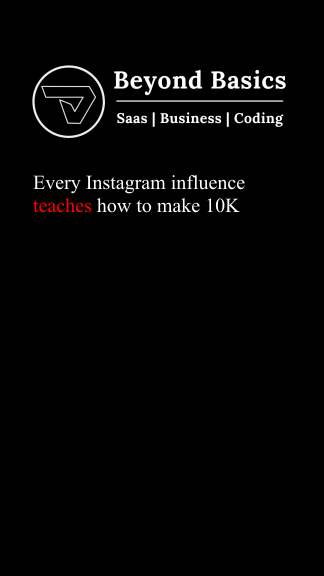 Beyond Basics
Saas | Business | Coding
Every Instagram influence
teaches how to make 10K